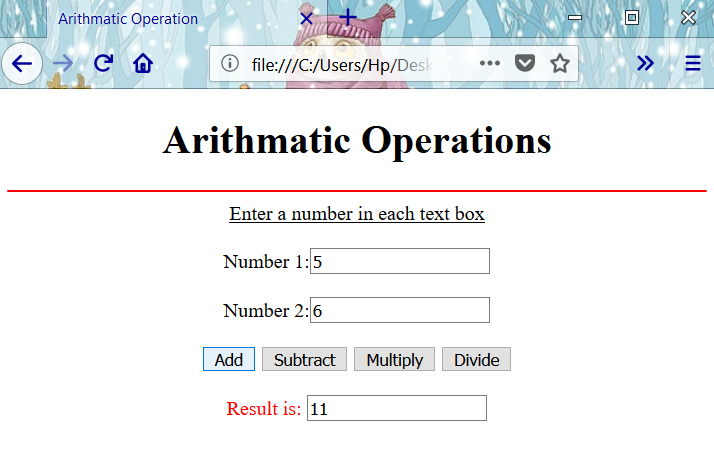 Arithmatic Operation
file:///C:/Users/Hp/Desk
Arithmatic Operations
Enter a number in each text box
Number 1:5
Number 2:6
Add Subtract Multiply Divide
Result is: 11